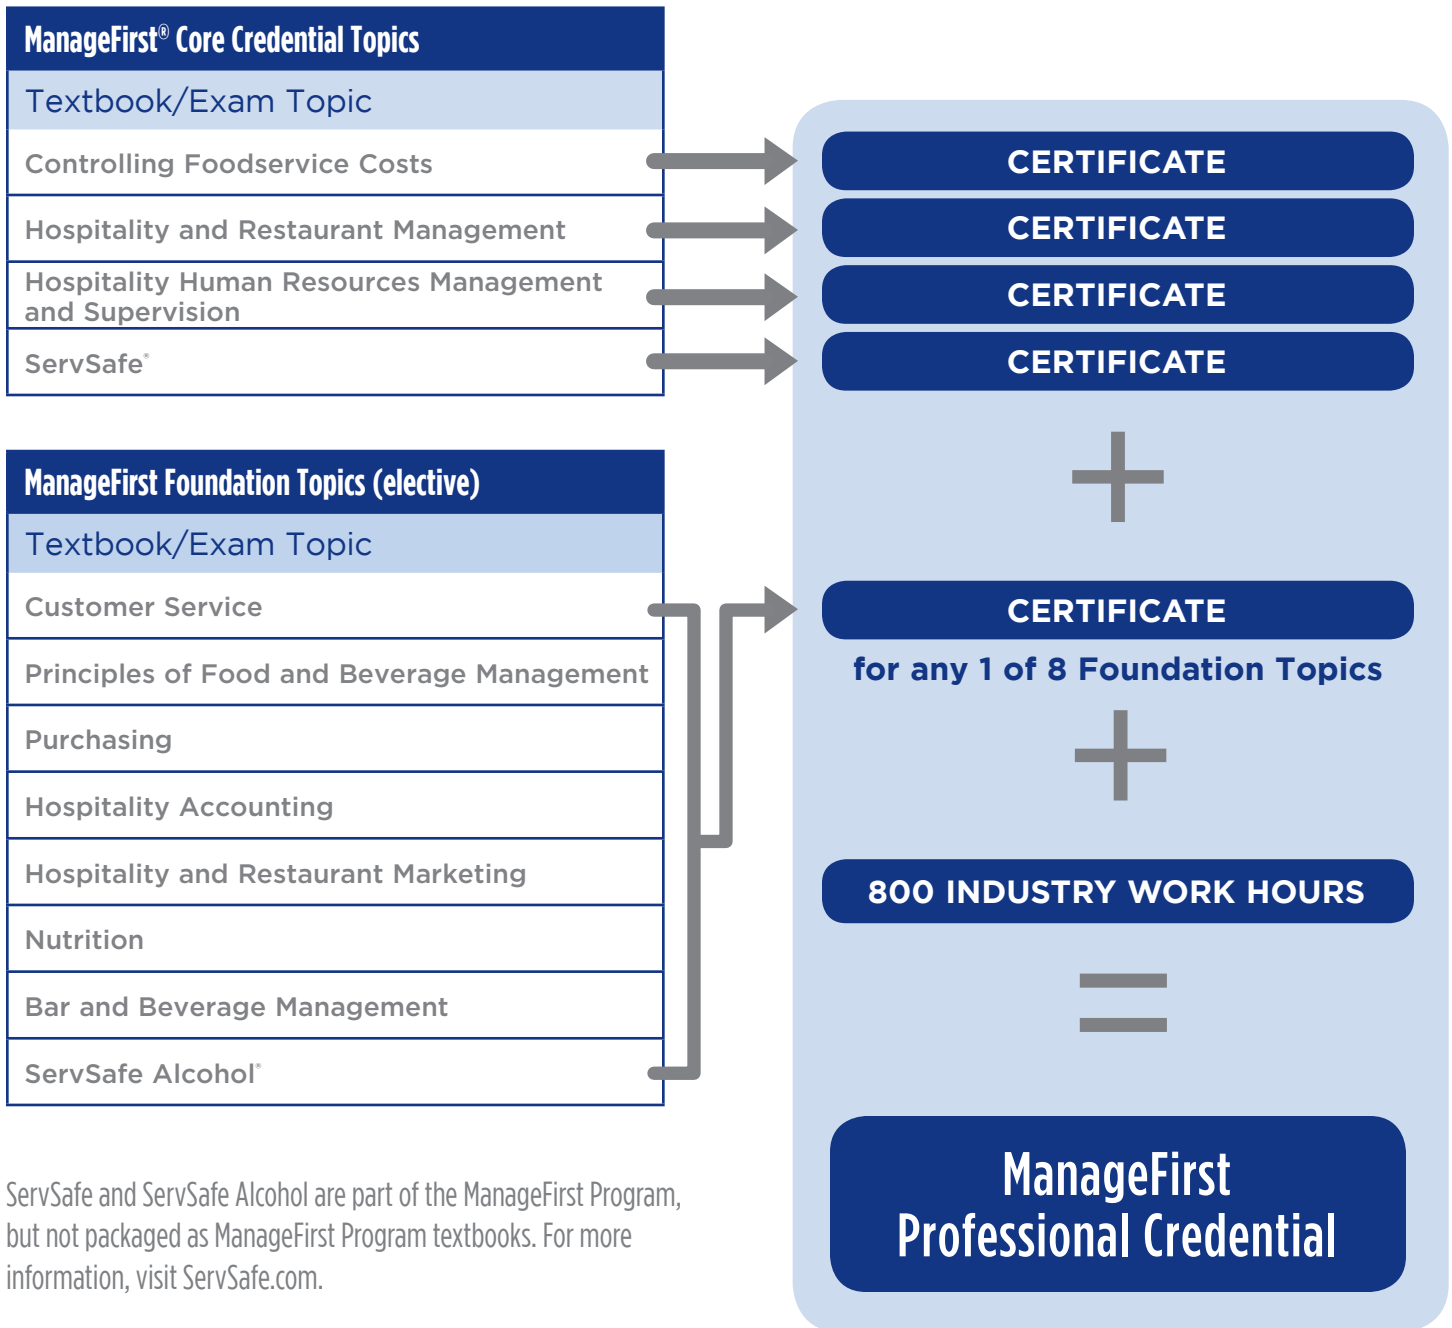 ManageFirst® Core Credential Topics
Textbook/Exam Topic
Controlling Foodservice Costs
Hospitality and Restaurant Management
Hospitality Human Resources Management
and Supervision
ServSafe®
CERTIFICATE
CERTIFICATE
CERTIFICATE
CERTIFICATE
+
ManageFirst Foundation Topics (elective)
Textbook/Exam Topic
Customer Service
Principles of Food and Beverage Management
Purchasing
Hospitality Accounting
Hospitality and Restaurant Marketing
Nutrition
Bar and Beverage Management
ServSafe Alcohol®
CERTIFICATE
for any 1 of 8 Foundation Topics
+
800 INDUSTRY WORK HOURS
=
ManageFirst
Professional Credential
ServSafe and ServSafe Alcohol are part of the ManageFirst Program,
but not packaged as ManageFirst Program textbooks. For more
information, visit ServSafe.com.